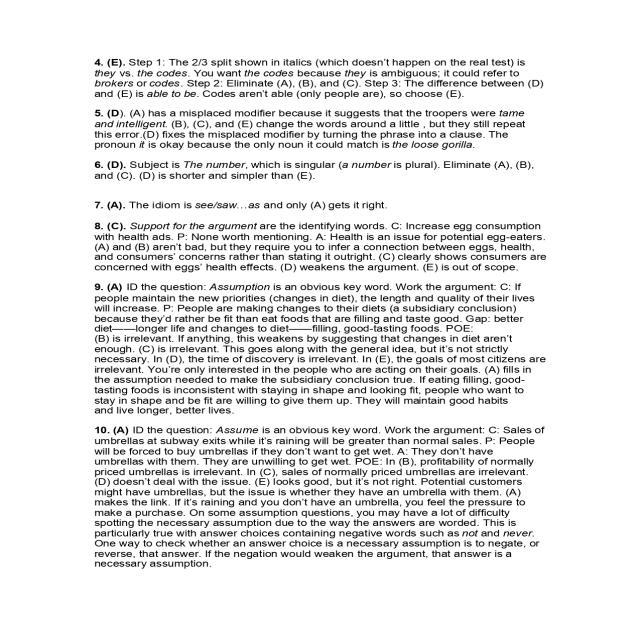 4. (E). Step 1: The 2/3 split shown in italics (which doesn't happen on the real test) is
they vs. the codes. You want the codes because they is ambiguous; it could refer to
brokers or codes. Step 2: Eliminate (A), (B), and (C). Step 3: The difference between (D)
and (E) is able to be. Codes aren't able (only people are), so choose (E).
5. (D). (A) has a misplaced modifier because it suggests that the troopers were tame
and intelligent. (B), (C), and (E) change the words around a little , but they still repeat
this error.(D) fixes the misplaced modifier by turning the phrase into a clause. The
pronoun it is okay because the only noun it could match is the loose gorilla.
6. (D). Subject is The number, which is singular (a number is plural). Eliminate (A), (B),
and (C). (D) is shorter and simpler than (E).
7. (A). The idiom is see/saw…as and only (A) gets it right.
8. (C). Support for the argument are the identifying words. C: Increase egg consumption
with health ads. P: None worth mentioning. A: Health is an issue for potential egg-eaters.
(A) and (B) aren't bad, but they require you to infer a connection between eggs, health,
and consumers' concerns rather than stating it outright. (C) clearly shows consumers are
concerned with eggs' health effects. (D) weakens the argument. (E) is out of scope.
9. (A) ID the question: Assumption is an obvious key word. Work the argument: C: If
people maintain the new priorities (changes in diet), the length and quality of their lives
will increase. P: People are making changes to their diets (a subsidiary conclusion)
because they'd rather be fit than eat foods that are filling and taste good. Gap: better
diet——longer life and changes to diet——filling, good-tasting foods. POE:
(B) is irrelevant. If anything, this weakens by suggesting that changes in diet aren't
enough. (C) is irrelevant. This goes along with the general idea, but it's not strictly
necessary. In (D), the time of discovery is irrelevant. In (E), the goals of most citizens are
irrelevant. You're only interested in the people who are acting on their goals. (A) fills in
the assumption needed to make the subsidiary conclusion true. If eating filling, good-
tasting foods is inconsistent with staying in shape and looking fit, people who want to
stay in shape and be fit are willing to give them up. They will maintain good habits
and live longer, better lives.
10. (A) ID the question: Assume is an obvious key word. Work the argument: C: Sales of
umbrellas at subway exits while it's raining will be greater than normal sales. P: People
will be forced to buy umbrellas if they don't want to get wet. A: They don't have
umbrellas with them. They are unwilling to get wet. POE: In (B), profitability of normally
priced umbrellas is irrelevant. In (C), sales of normally priced umbrellas are irrelevant.
(D) doesn't deal with the issue. (E) looks good, but it's not right. Potential customers
might have umbrellas, but the issue is whether they have an umbrella with them. (A)
makes the link. If it's raining and you don't have an umbrella, you feel the pressure to
make a purchase. On some assumption questions, you may have a lot of difficulty
spotting the necessary assumption due to the way the answers are worded. This is
particularly true with answer choices containing negative words such as not and never.
One way to check whether an answer choice is a necessary assumption is to negate, or
reverse, that answer. If the negation would weaken the argument, that answer is a
necessary assumption.